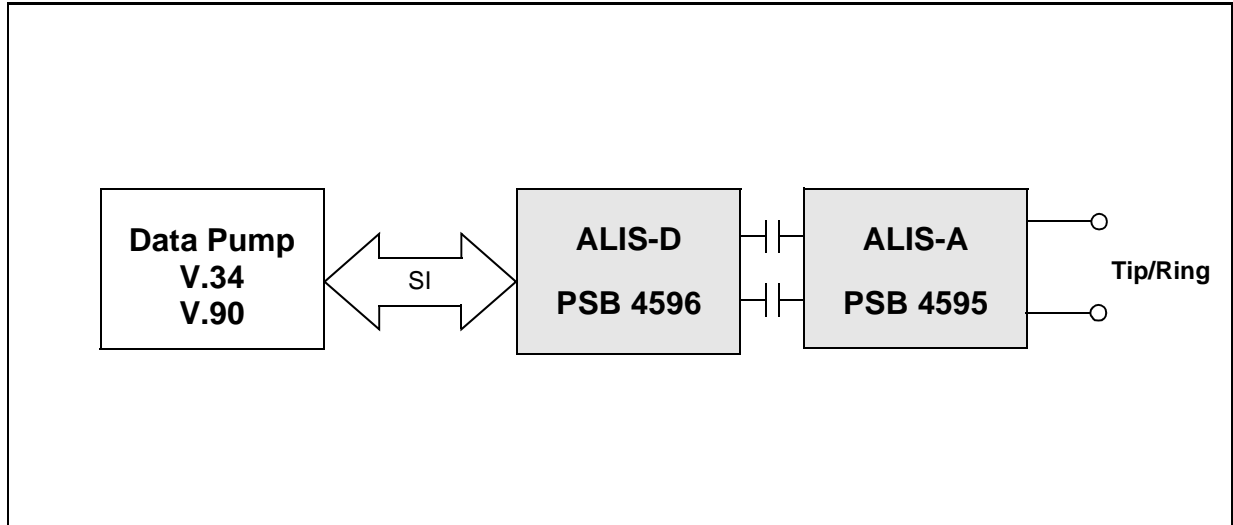 Data Pump
V.34
V.90
SI
ALIS-D
PSB 4596
ALIS-A
PSB 4595
Tip/Ring